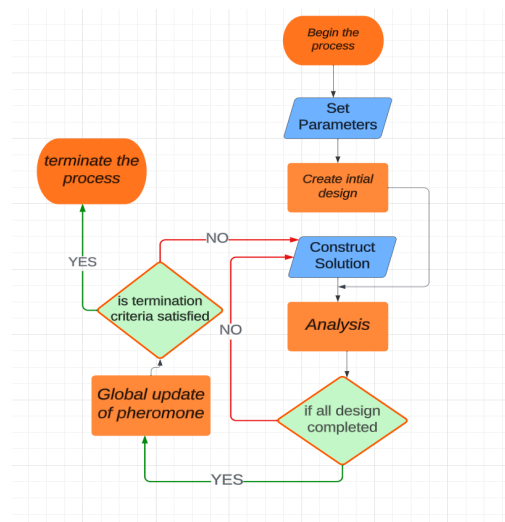 Begin the
process
Set
Parameters
Create intial
design
terminate the
process
NO
Construct
Solution
YES
is termination
criteria satisfied
NO
Analysis
Global update
of pheromone
if all design
completed
YES